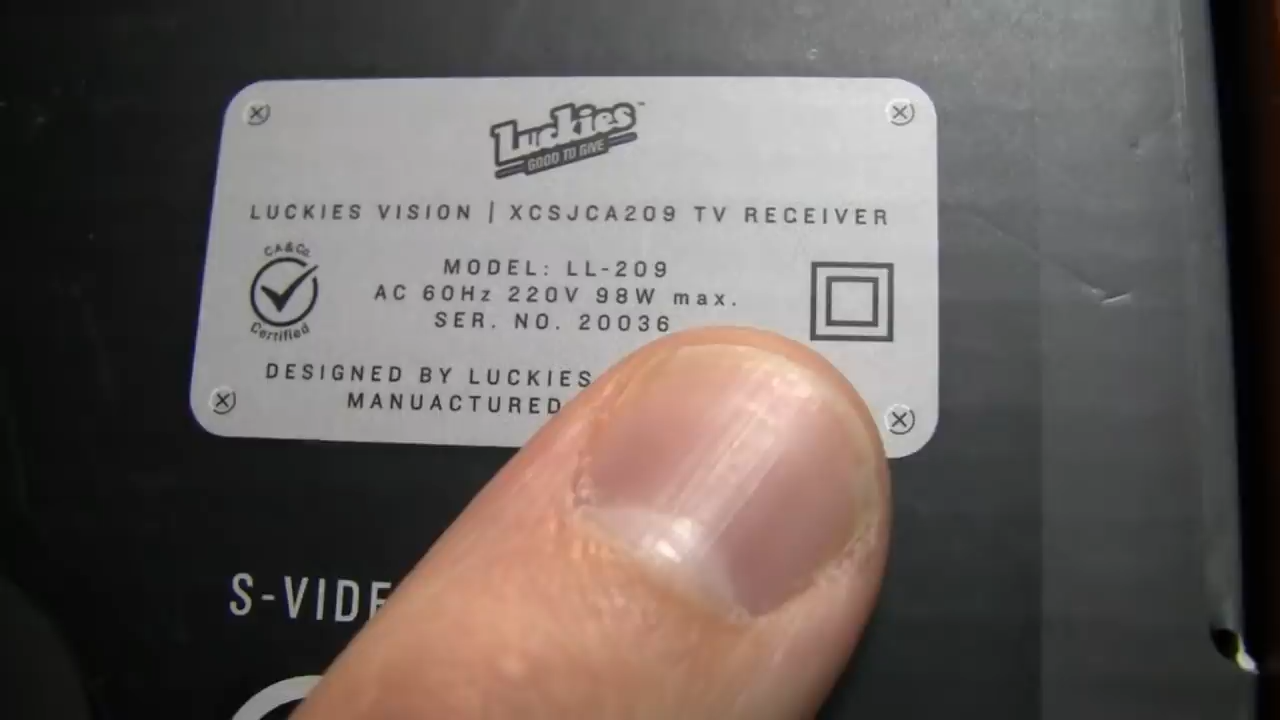 Luckies™
GOOD TO GIVE
LUCKIES VISION | XCSJCA209 TV RECEIVER
CA&Co.
Certified
MODEL: LL-209
AC 60Hz 220V 98W max.
SER. NO. 20036
DESIGNED BY LUCKIES
MANUACTURED
S-VIDE